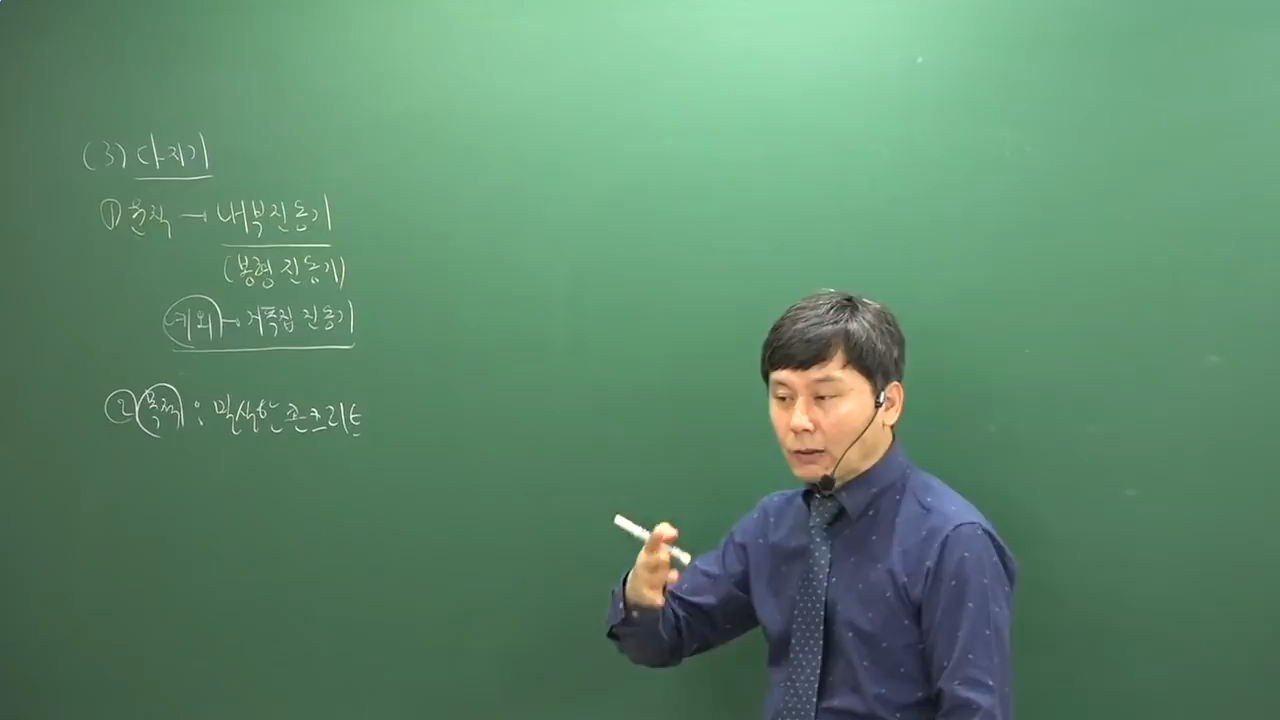 (3) 다지기
① 원칙 → 내부진동기
(봉형 진동기)
예외 → 거푸집 진동기
② 목적 : 밀실한 콘크리트